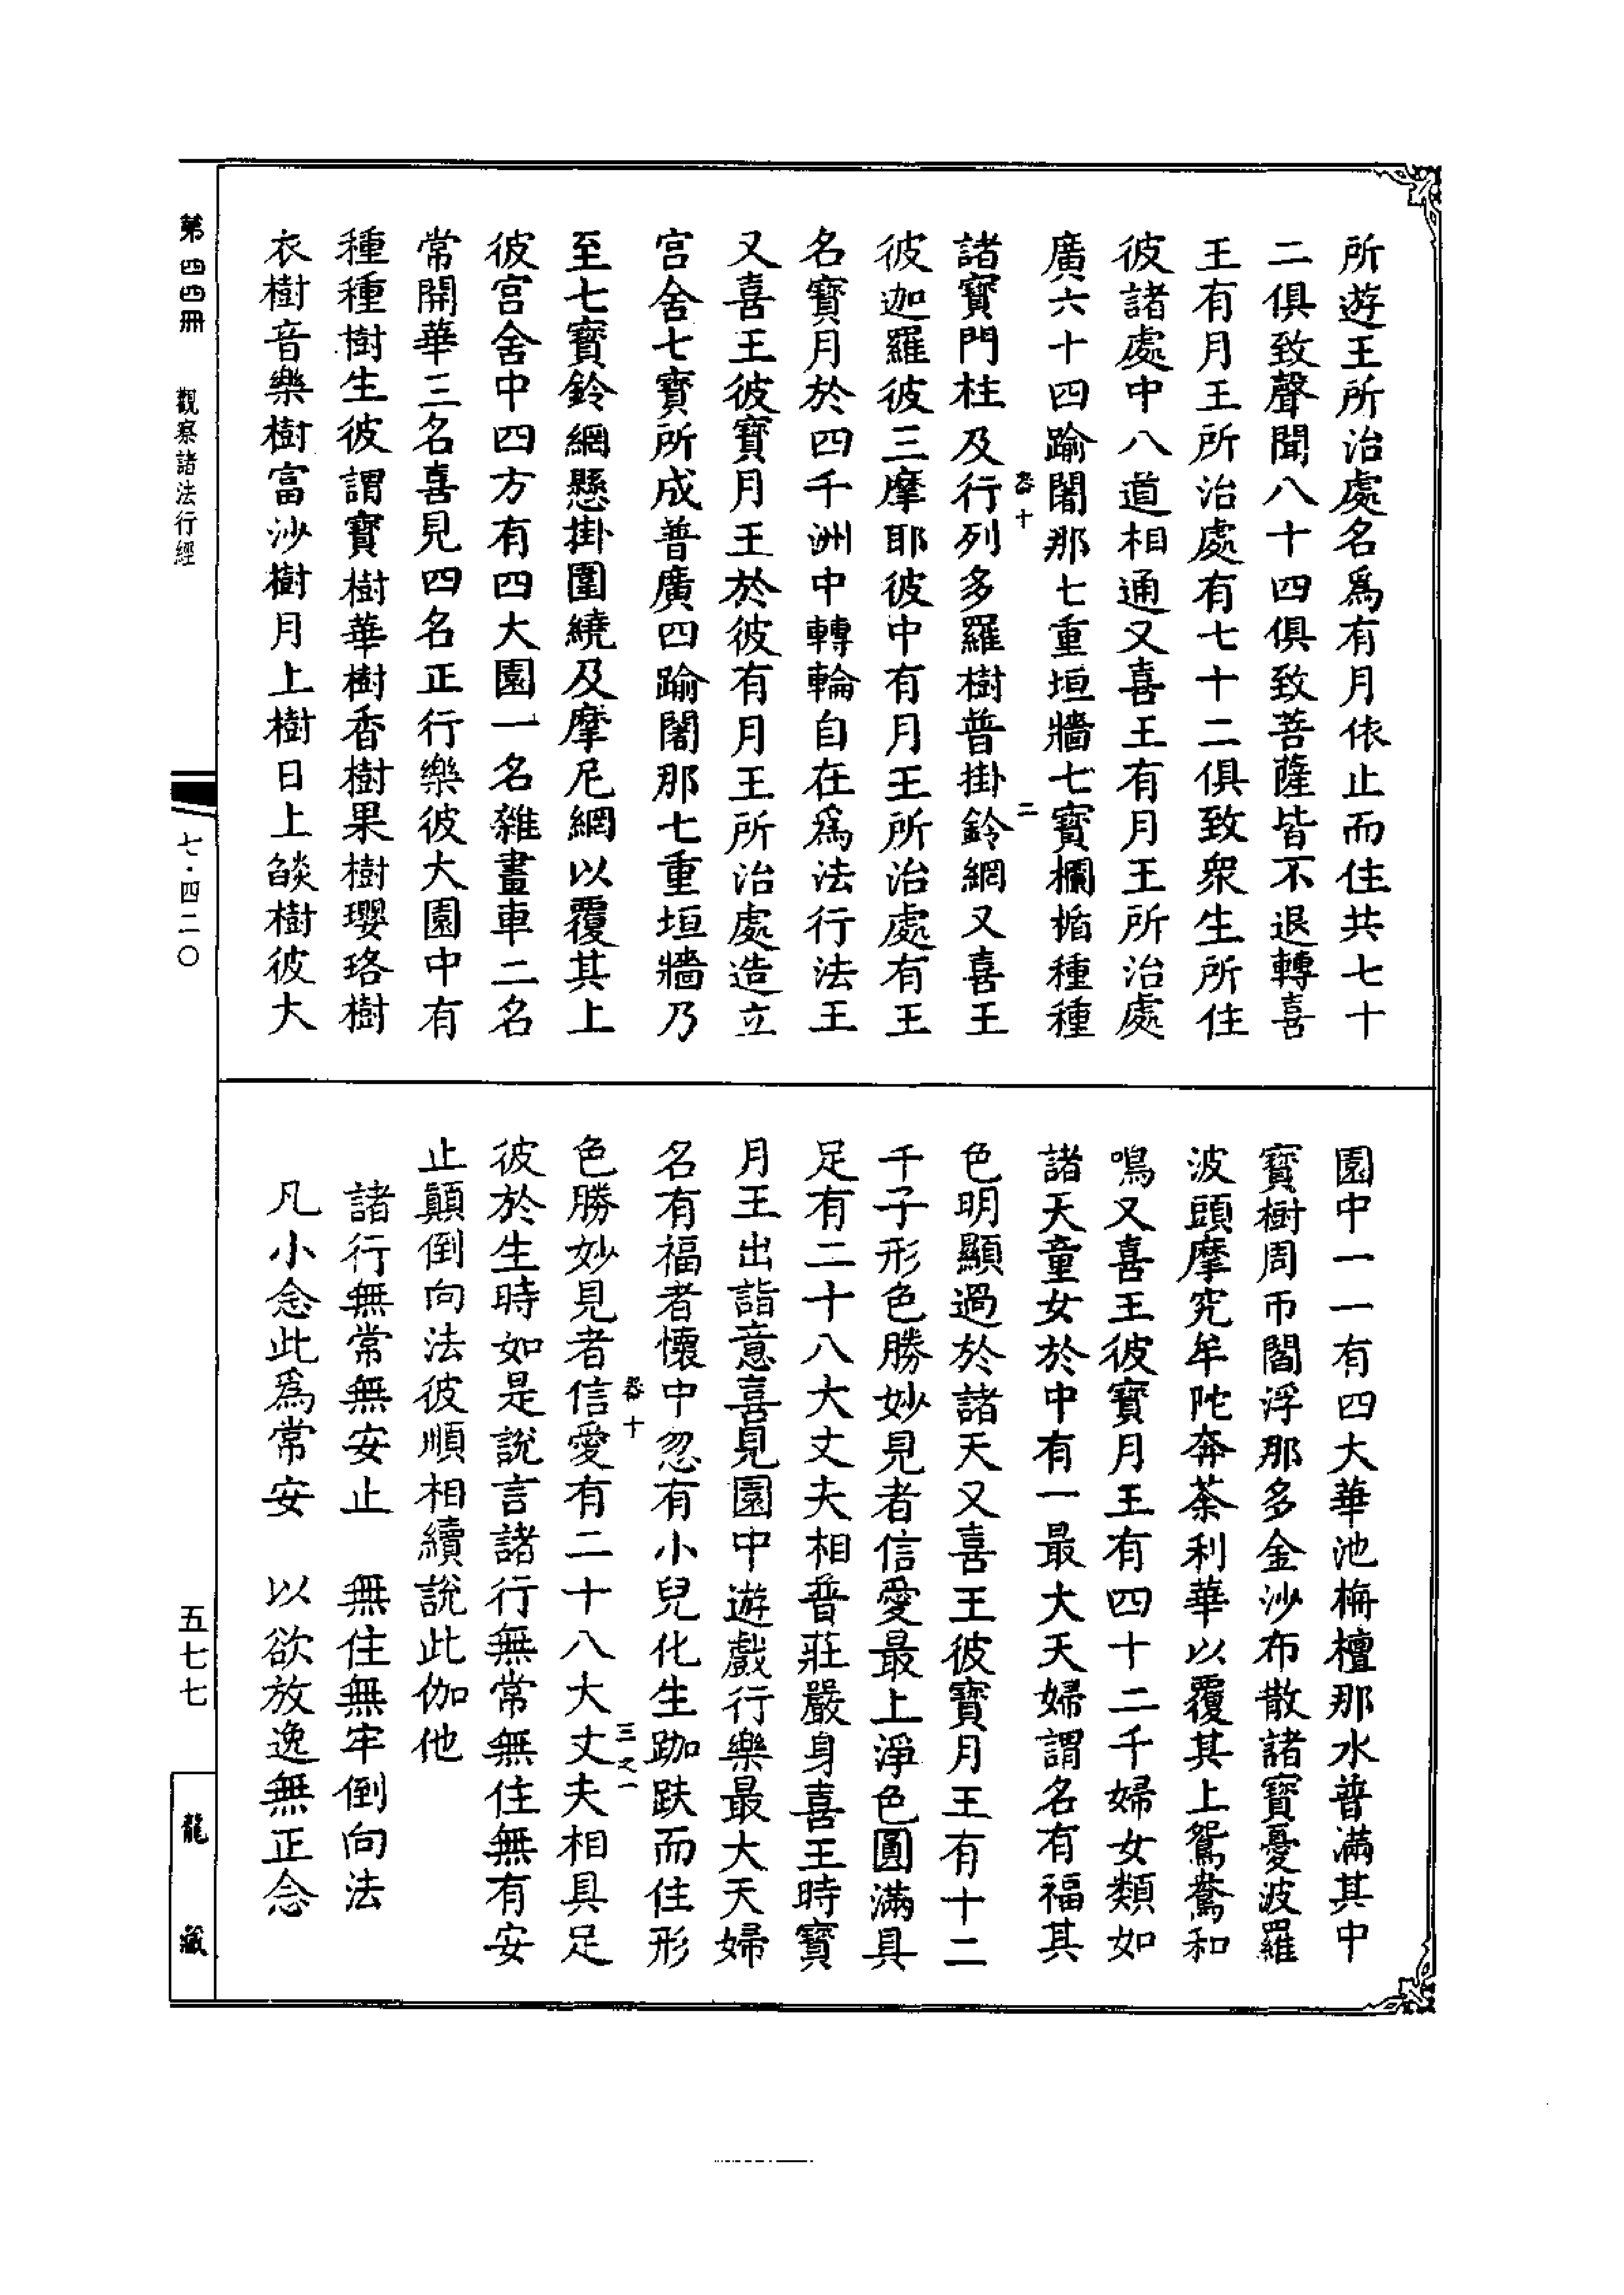 所遊王所治處名爲有月依止而住共七十
二俱致聲聞八十四俱致菩薩皆不退轉喜
王有月王所治處有七十二俱致衆生所住
彼諸處中八道相通又喜王有月王所治處
廣六十四踰闍那七重垣牆七寶欄楯種種
諸寶門柱及行列多羅樹普掛鈴網又喜王
彼迦羅彼三摩耶彼中有月王所治處有王
名寶月於四千洲中轉輪自在爲法行法王
又喜王彼寶月王於彼有月王所治處造立
宮舍七寶所成普廣四踰闍那七重垣牆乃
至七寶鈴網懸掛圍繞及摩尼網以覆其上
彼宮舍中四方有四大園一名雜畫車二名
常開華三名喜見四名正行樂彼大園中有
種種樹生彼謂寶樹華樹香樹果樹瓔珞樹
衣樹音樂樹富沙樹月上樹日上燄樹彼大
園中一一有四大華池栴檀那水普滿其中
寶樹周帀閻浮那多金沙布散諸寶憂波羅
波頭摩究牟陀奔茶利華以覆其上鴛鴦和
鳴又喜王彼寶月王有四十二千婦女類如
諸天童女於中有一最大天婦謂名有福其
色明顯過於諸天又喜王彼寶月王有十二
千子形色勝妙見者信愛最上淨色圓滿具
足有二十八大丈夫相普莊嚴身喜王時寶
月王出詣意喜見園中遊戲行樂最大天婦
名有福者懷中忽有小兒化生跏趺而住形
色勝妙見者信愛有二十八大丈夫相具足
彼於生時如是說言諸行無常無住無有安
止顛倒向法彼順相續說此伽他
諸行無常無安止　無住無牢倒向法
凡小念此爲常安　以欲放逸無正念
卷十
二
卷十
三之一
第四四冊
觀察諸法行經
七·四二〇
五七七
龍藏